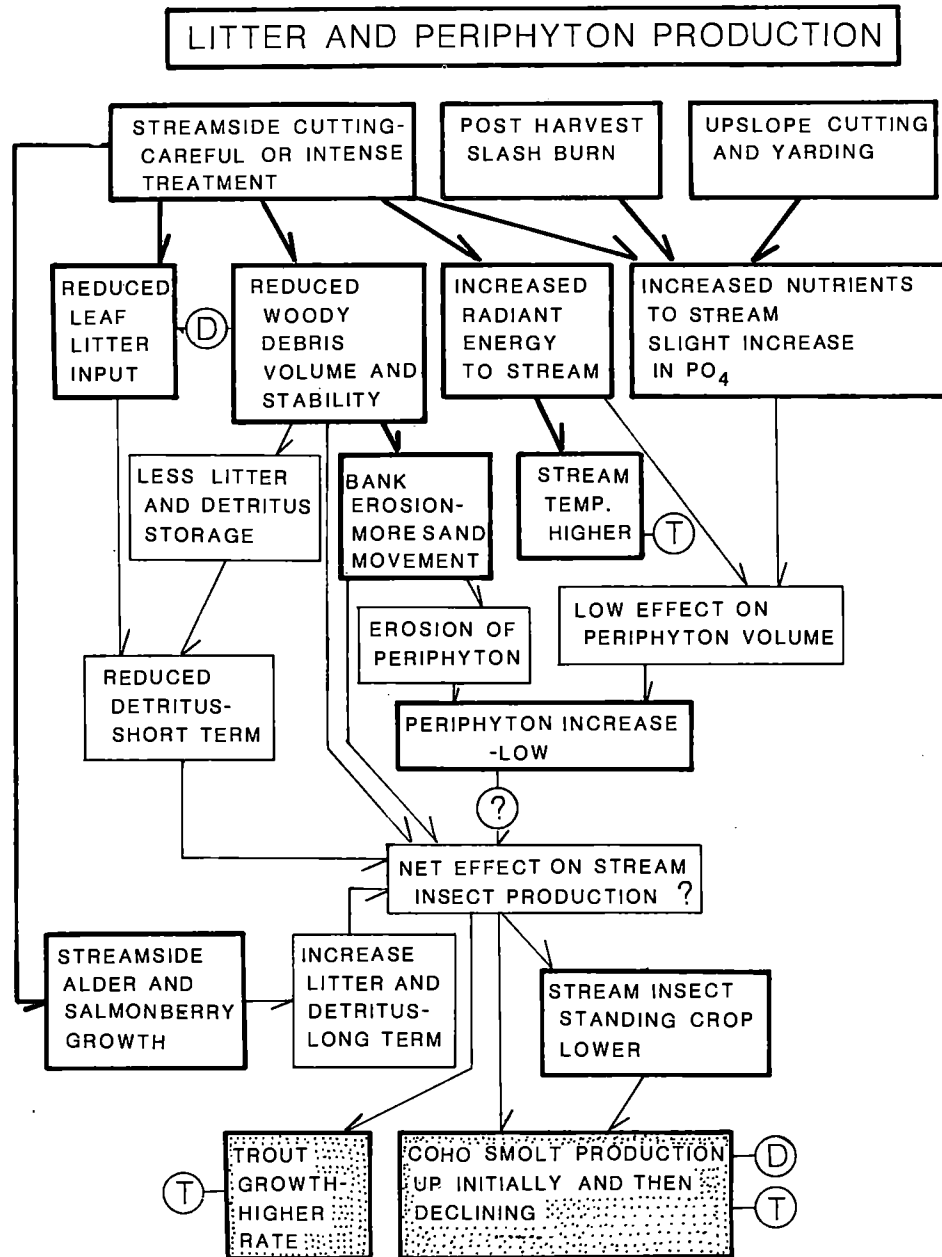 LITTER AND PERIPHYTON PRODUCTION
STREAMSIDE CUTTING-
CAREFUL OR INTENSE
TREATMENT
POST HARVEST
SLASH BURN
UPSLOPE CUTTING
AND YARDING
REDUCED
LEAF
LITTER
INPUT
D
REDUCED
WOODY
DEBRIS
VOLUME AND
STABILITY
INCREASED
RADIANT
ENERGY
TO STREAM
INCREASED NUTRIENTS
TO STREAM
SLIGHT INCREASE
IN PO₄
LESS LITTER
AND DETRITUS
STORAGE
BANK
EROSION-
MORE SAND
MOVEMENT
STREAM
TEMP.
HIGHER
T
EROSION OF
PERIPHYTON
LOW EFFECT ON
PERIPHYTON VOLUME
REDUCED
DETRITUS-
SHORT TERM
PERIPHYTON INCREASE
-LOW
?
NET EFFECT ON STREAM
INSECT PRODUCTION ?
STREAMSIDE
ALDER AND
SALMONBERRY
GROWTH
INCREASE
LITTER AND
DETRITUS-
LONG TERM
STREAM INSECT
STANDING CROP
LOWER
T
TROUT
GROWTH-
HIGHER
RATE
COHO SMOLT PRODUCTION
UP INITIALLY AND THEN
DECLINING
D
T